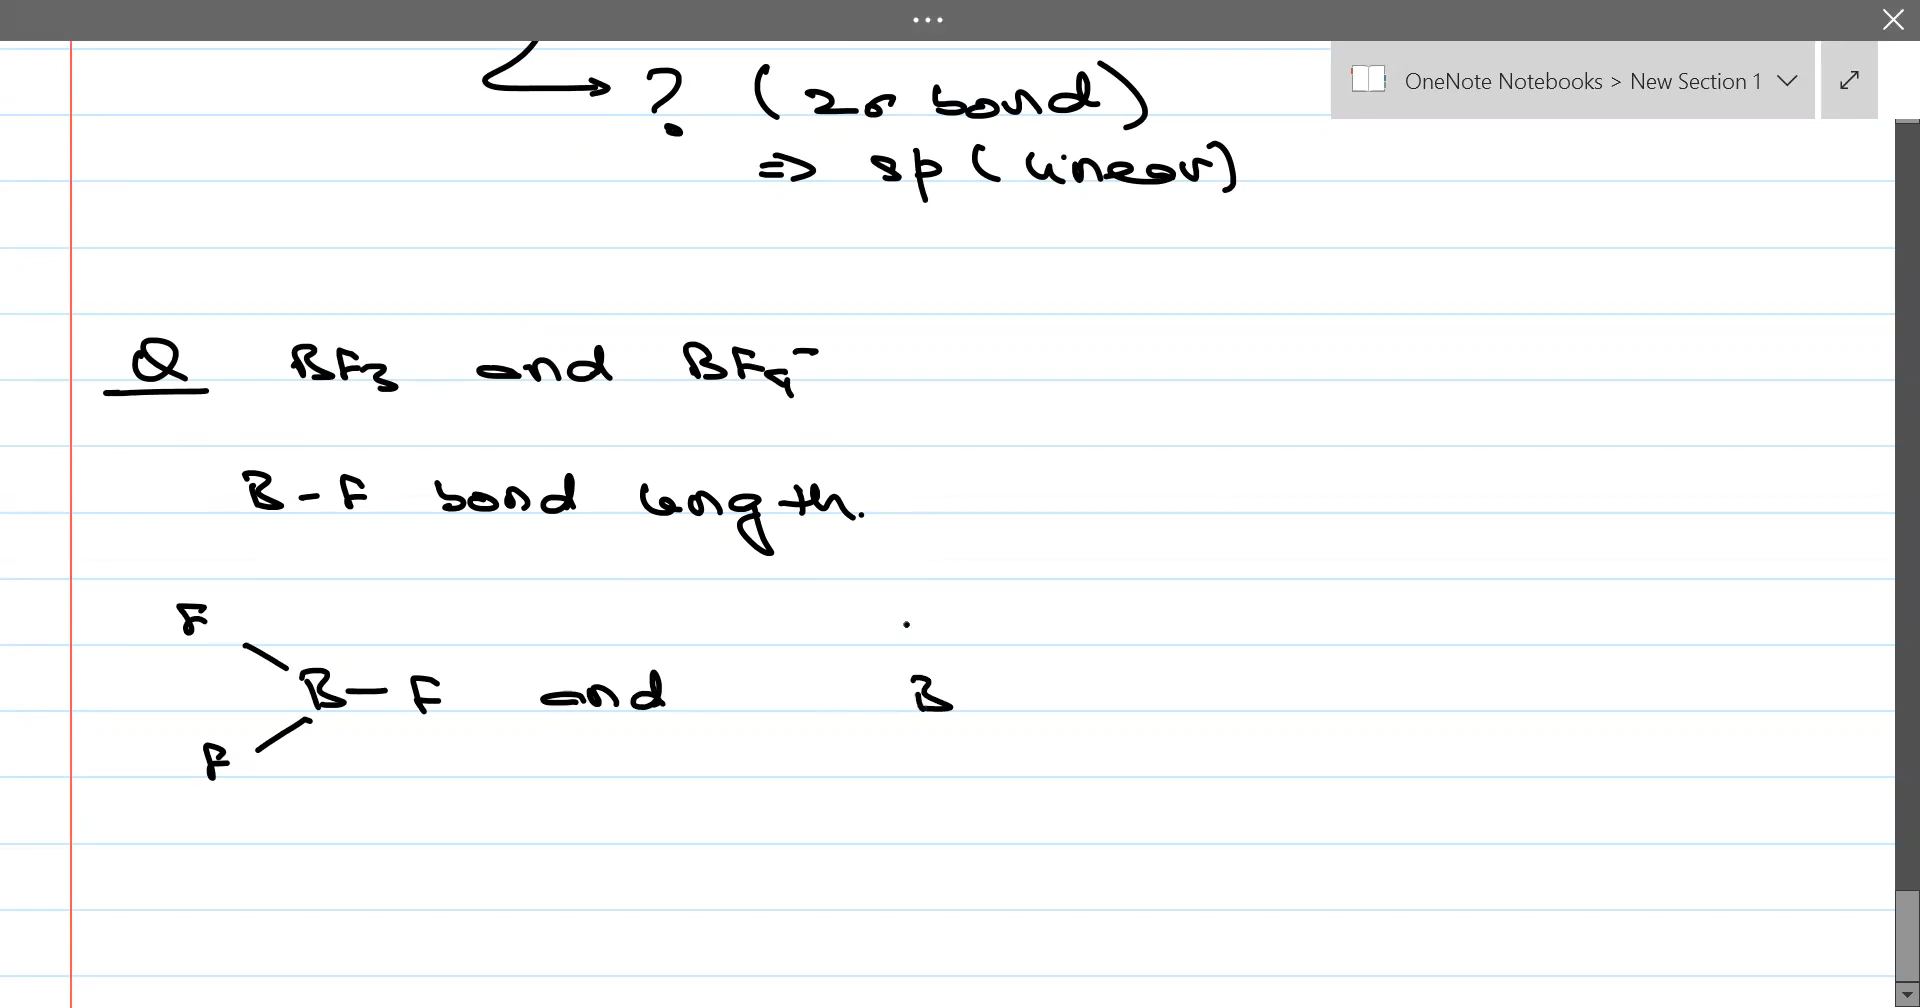 ...
OneNote Notebooks > New Section 1
? (2σ bond)
⇒ sp (linear)
Q BF₃ and BF₄⁻
B-F bond length.
F
B-F and B
F